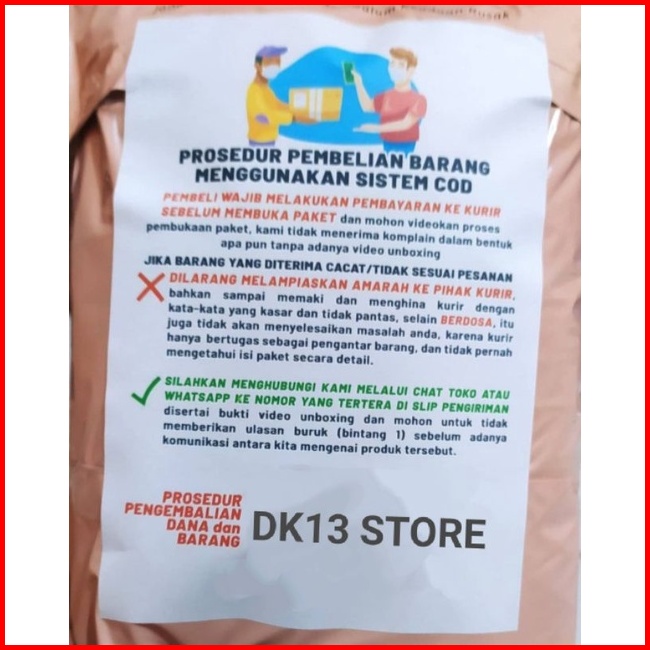 PROSEDUR PEMBELIAN BARANG
MENGGUNAKAN SISTEM COD
PEMBELI WAJIB MELAKUKAN PEMBAYARAN KE KURIR
SEBELUM MEMBUKA PAKET dan mohon videokan proses
pembukaan paket, kami tidak menerima komplain dalam bentuk
apa pun tanpa adanya video unboxing
JIKA BARANG YANG DITERIMA CACAT/TIDAK SESUAI PESANAN
DILARANG MELAMPIASKAN AMARAH KE PIHAK KURIR,
bahkan sampai memaki dan menghina kurir dengan
kata-kata yang kasar dan tidak pantas, selain BERDOSA, itu
juga tidak akan menyelesaikan masalah anda, karena kurir
hanya bertugas sebagai pengantar barang, dan tidak pernah
mengetahui isi paket secara detail.
SILAHKAN MENGHUBUNGI KAMI MELALUI CHAT TOKO ATAU
WHATSAPP KE NOMOR YANG TERTERA DI SLIP PENGIRIMAN
disertai bukti video unboxing dan mohon untuk tidak
memberikan ulasan buruk (bintang 1) sebelum adanya
komunikasi antara kita mengenai produk tersebut.
PROSEDUR
PENGEMBALIAN
DANA dan
BARANG
DK13 STORE